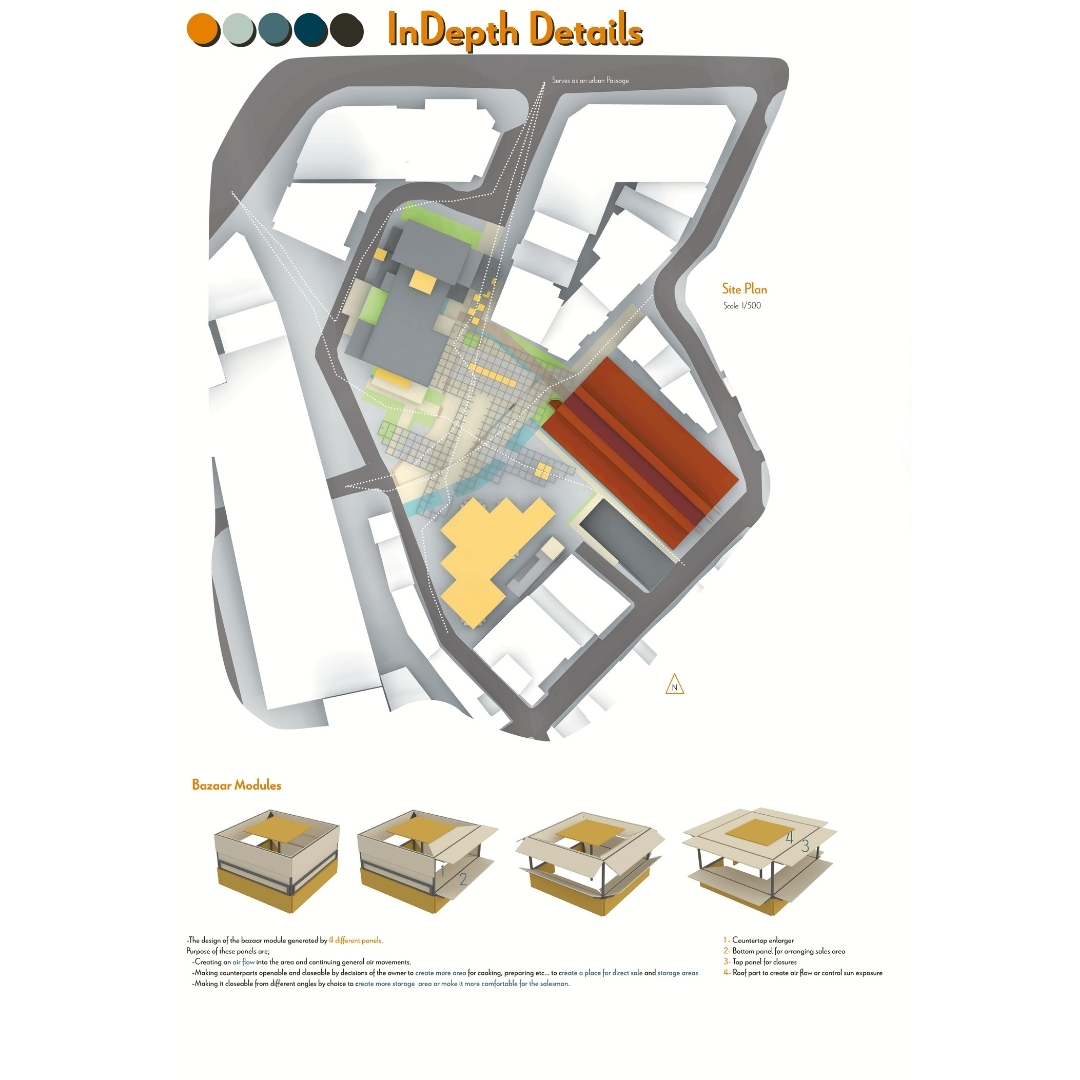 InDepth Details
Serves as an urban Passage
Site Plan
Scale: 1/500
N
Bazaar Modules
1
2
4
3
-The design of the bazaar module generated by 4 different panels.
Purpose of these panels are;
-Creating an air flow into the area and continuing general air movements.
-Making counterparts openable and closeable by decisions of the owner to create more area for cooking, preparing etc... to create a place for direct sale and storage areas
-Making it closeable from different angles by choice to create more storage area or make it more comfortable for the salesman.
1- Countertop enlarger
2- Bottom panel for arranging sales area
3- Top panel for closures
4- Roof part to create air flow or control sun exposure